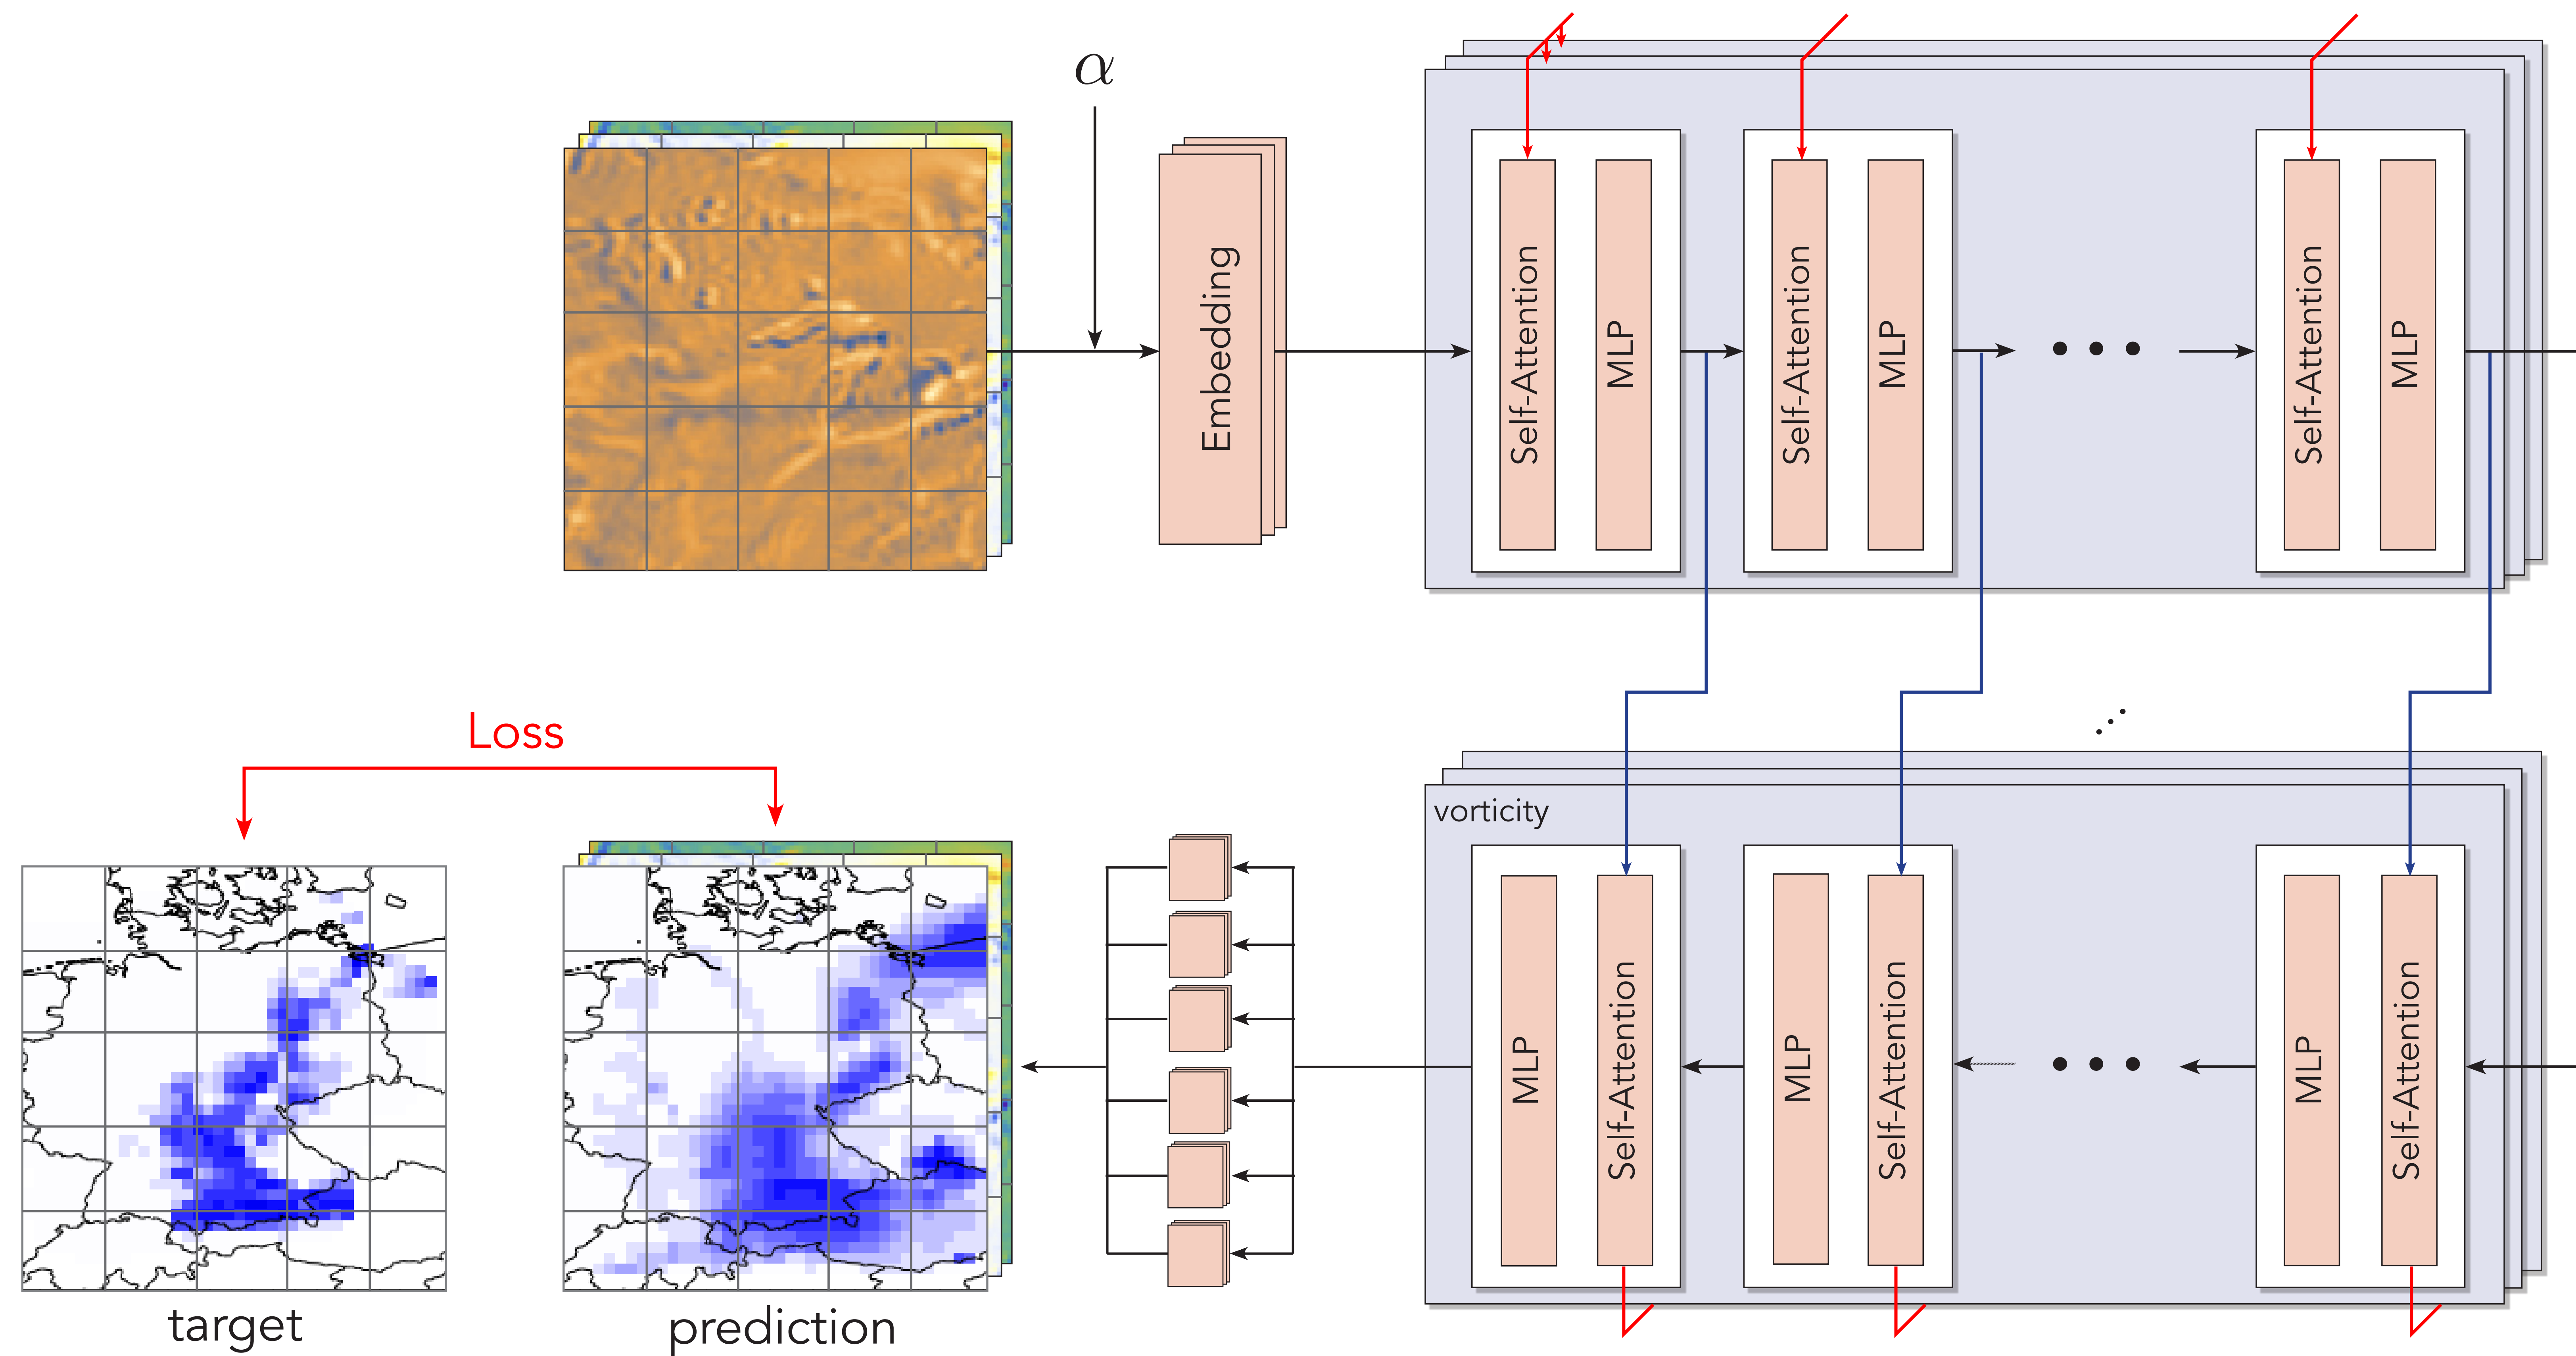 α
Embedding
Self-Attention
MLP
Self-Attention
MLP
Self-Attention
MLP
Loss
vorticity
MLP
Self-Attention
MLP
Self-Attention
MLP
Self-Attention
target
prediction